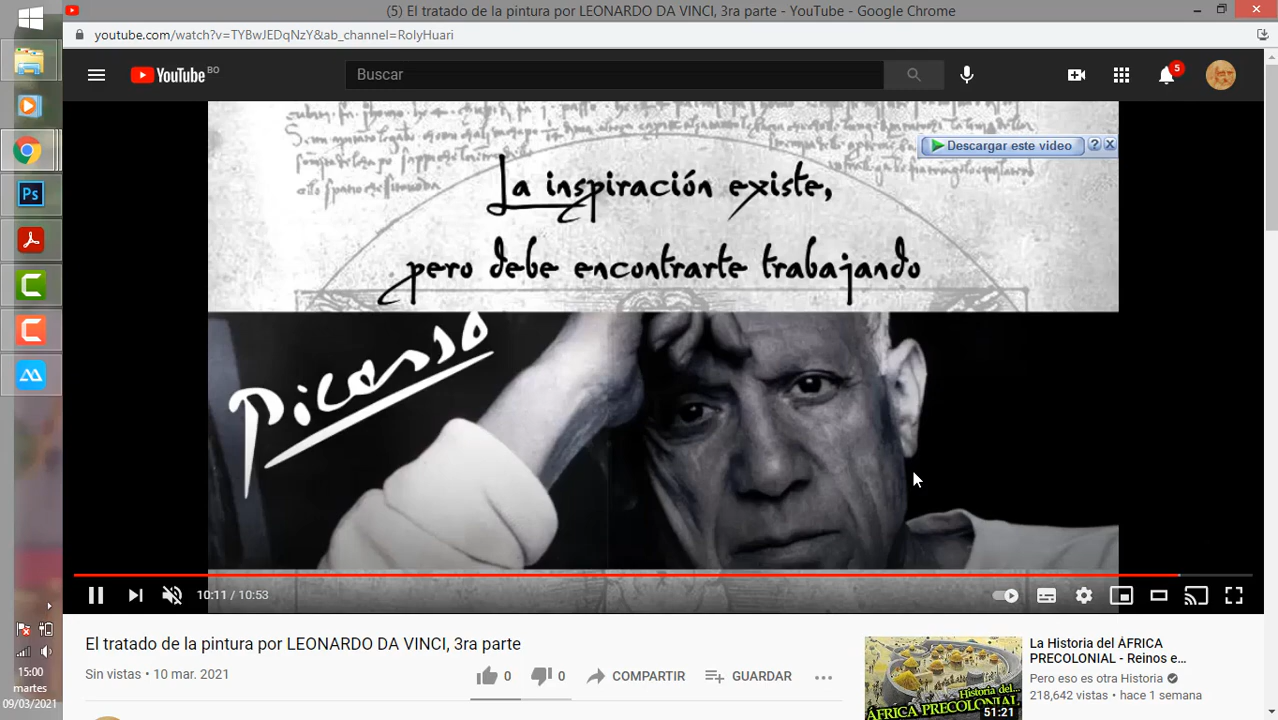 (5) El tratado de la pintura por LEONARDO DA VINCI, 3ra parte - YouTube - Google Chrome
youtube.com/watch?v=TYBwJEDqNzY&ab_channel=RolyHuari
YouTube BO
Buscar
5
Descargar este video ?
La inspiración existe,
pero debe encontrarte trabajando
Picasso
Ps
10:11 / 10:53
El tratado de la pintura por LEONARDO DA VINCI, 3ra parte
Sin vistas • 10 mar. 2021
0
0
COMPARTIR
GUARDAR
La Historia del ÁFRICA
PRECOLONIAL - Reinos e...
Pero eso es otra Historia
218,642 vistas • hace 1 semana
Historia del...
ÁFRICA PRECOLONIAL
51:21
15:00
martes
09/03/2021